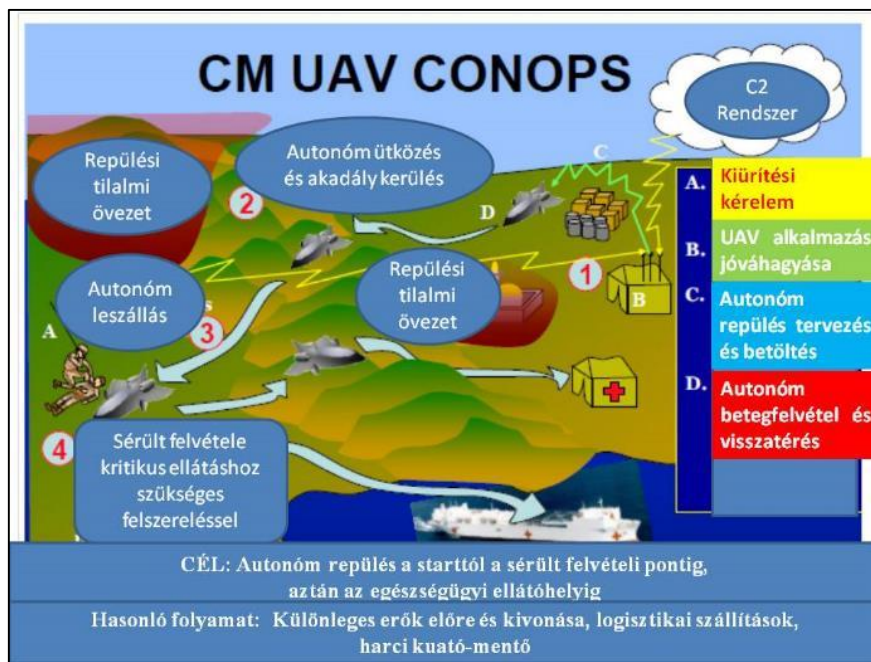 CM UAV CONOPS
C2
Rendszer
Repülési
tilalmi
övezet
Autonóm ütközés
és akadály kerülés
2
C
D
A.
Kiürítési
kérelem
B.
UAV alkalmazás
jóváhagyása
C.
Autonóm
repülés tervezés
és betöltés
D.
Autonóm
betegfelvétel és
visszatérés
1
B
Repülési
tilalmi
övezet
Autonóm
leszállás
s
3
A
4
Sérült felvétele
kritikus ellátáshoz
szükséges
felszereléssel
CÉL: Autonóm repülés a starttól a sérült felvételi pontig,
aztán az egészségügyi ellátóhelyig
Hasonló folyamat: Különleges erők előre és kivonása, logisztikai szállítások,
harci kuató-mentő